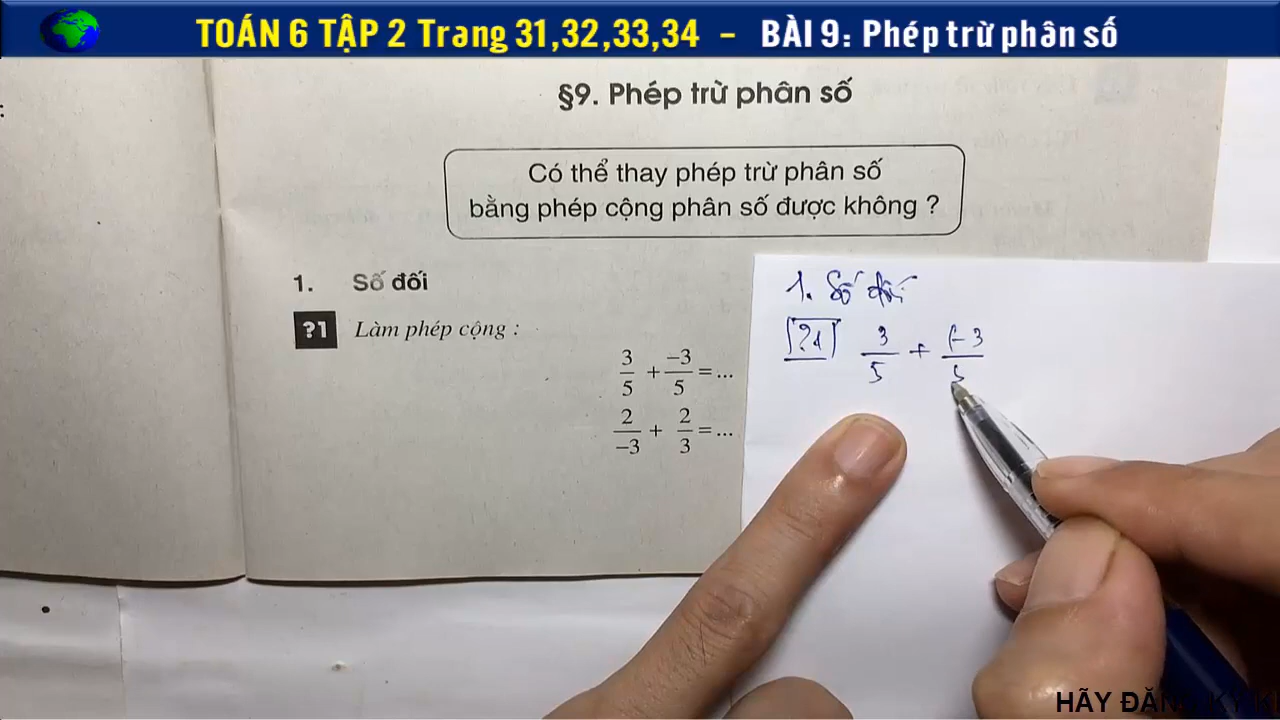 TOÁN 6 TẬP 2 Trang 31,32,33,34 – BÀI 9: Phép trừ phân số
§9. Phép trừ phân số
Có thể thay phép trừ phân số
bằng phép cộng phân số được không ?
1. Số đối
?1 Làm phép cộng :
3/5 + −3/5 = ...
2/−3 + 2/3 = ...
1. Số đối
?1 3/5 + (−3/5
HÃY ĐĂNG KÝ K